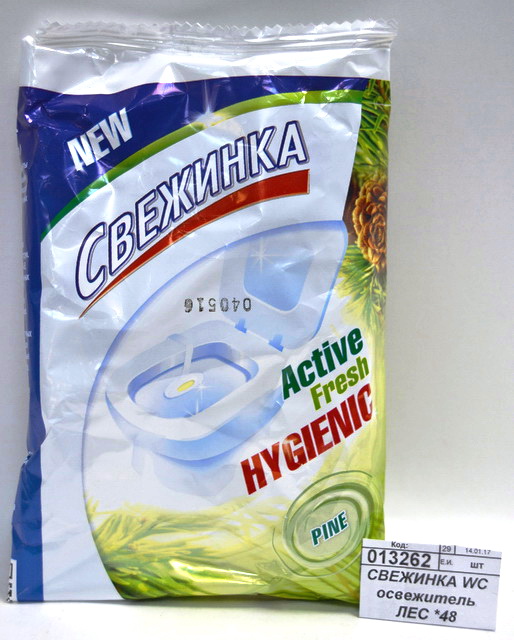 NEW
СВЕЖИНКА
040516
Active
Fresh
HYGIENIC
PINE
Код: 29 14.01.17
013262 Е.И. шт
СВЕЖИНКА WC
освежитель
ЛЕС *48